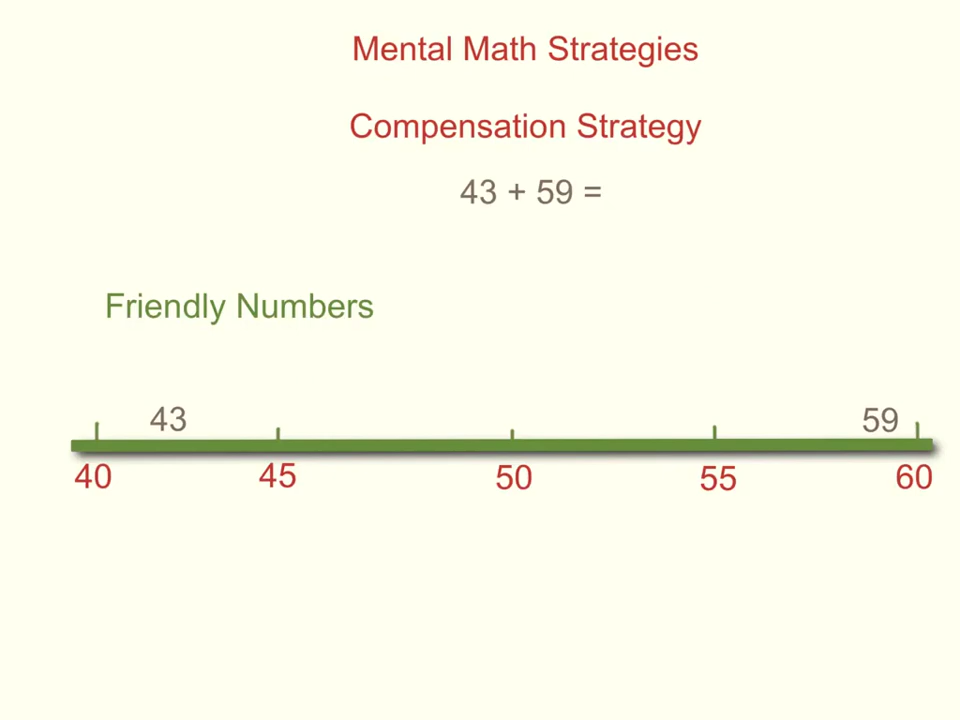 Mental Math Strategies
Compensation Strategy
43 + 59 =
Friendly Numbers
43 59
40 45 50 55 60